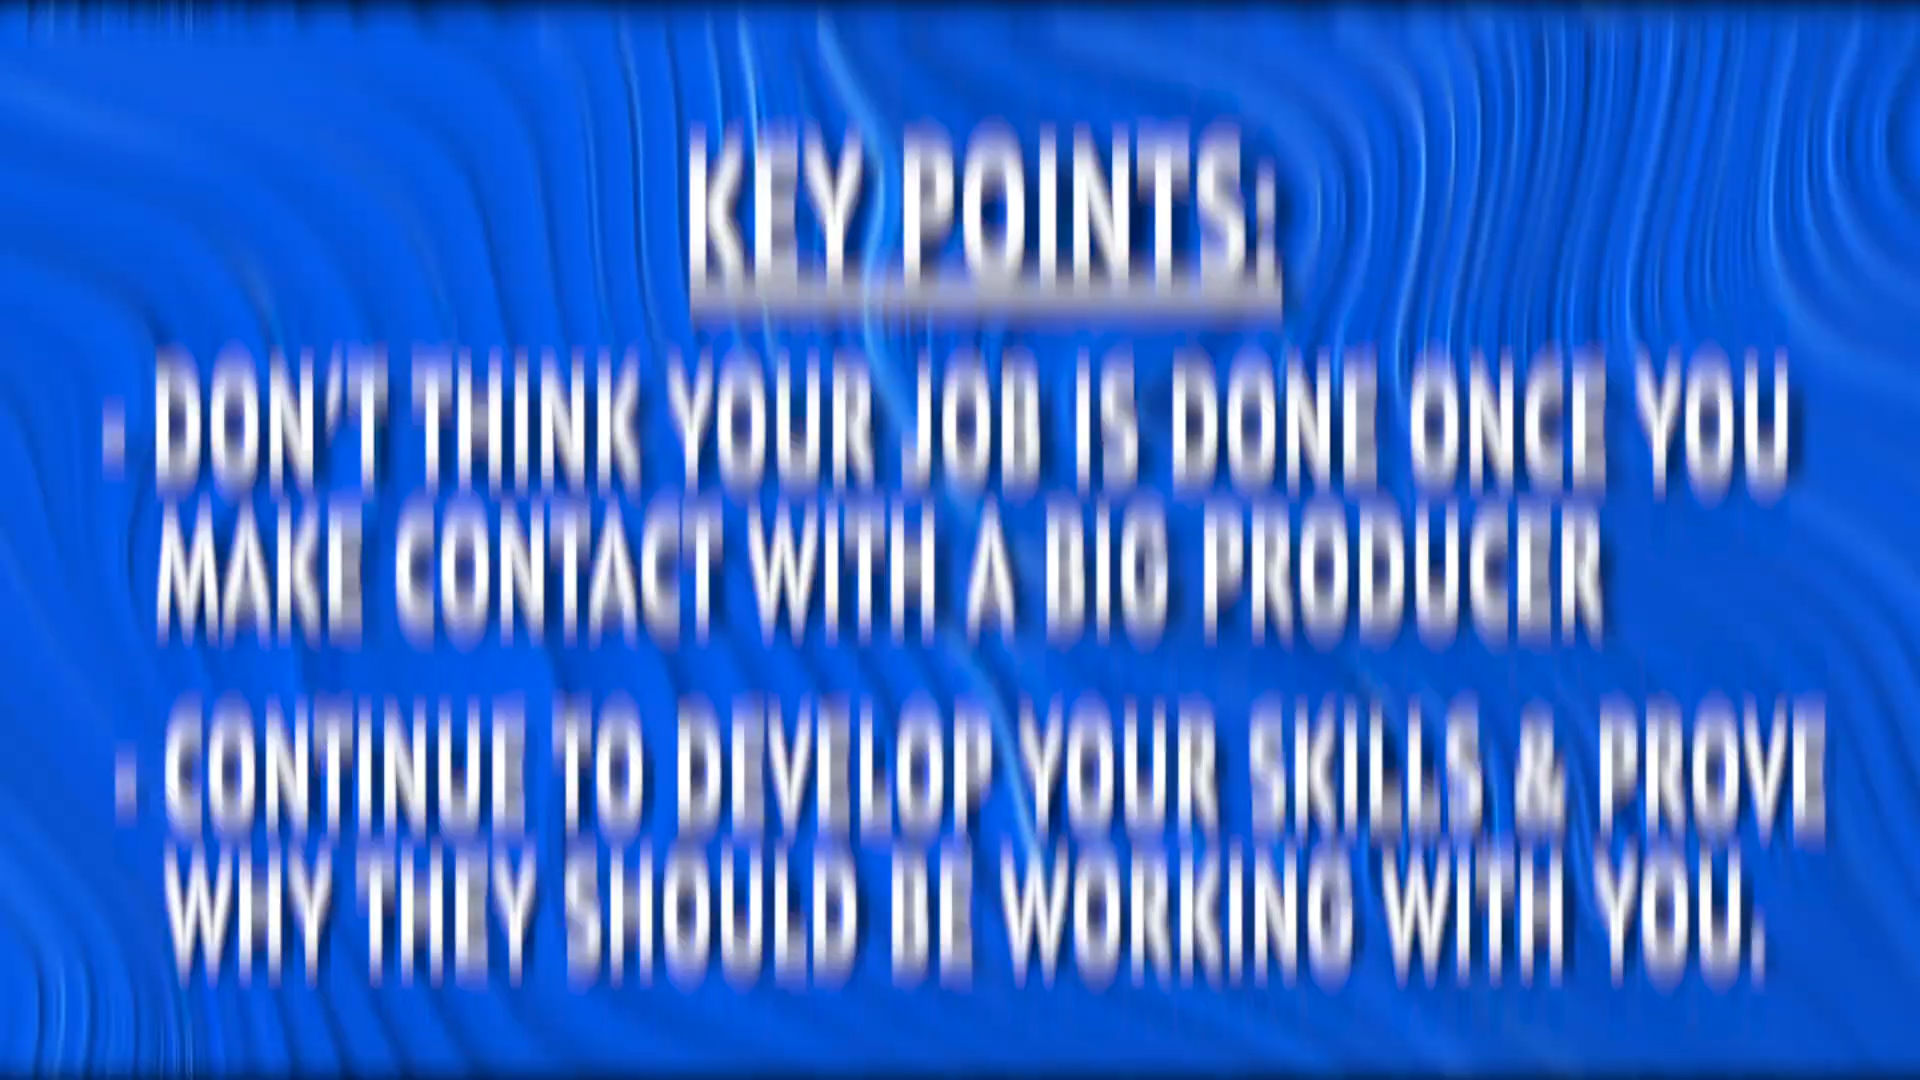 KEY POINTS:
· DON'T THINK YOUR JOB IS DONE ONCE YOU
MAKE CONTACT WITH A BIG PRODUCER
· CONTINUE TO DEVELOP YOUR SKILLS & PROVE
WHY THEY SHOULD BE WORKING WITH YOU.